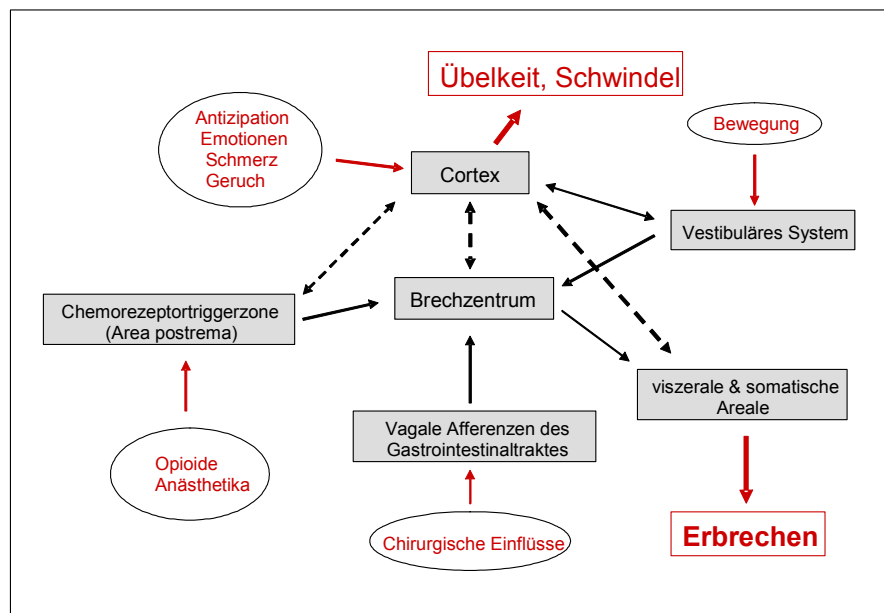 Übelkeit, Schwindel
Antizipation
Emotionen
Schmerz
Geruch
Bewegung
Cortex
Vestibuläres System
Chemorezeptortriggerzone
(Area postrema)
Brechzentrum
viszerale & somatische
Areale
Vagale Afferenzen des
Gastrointestinaltraktes
Opioide
Anästhetika
Chirurgische Einflüsse
Erbrechen